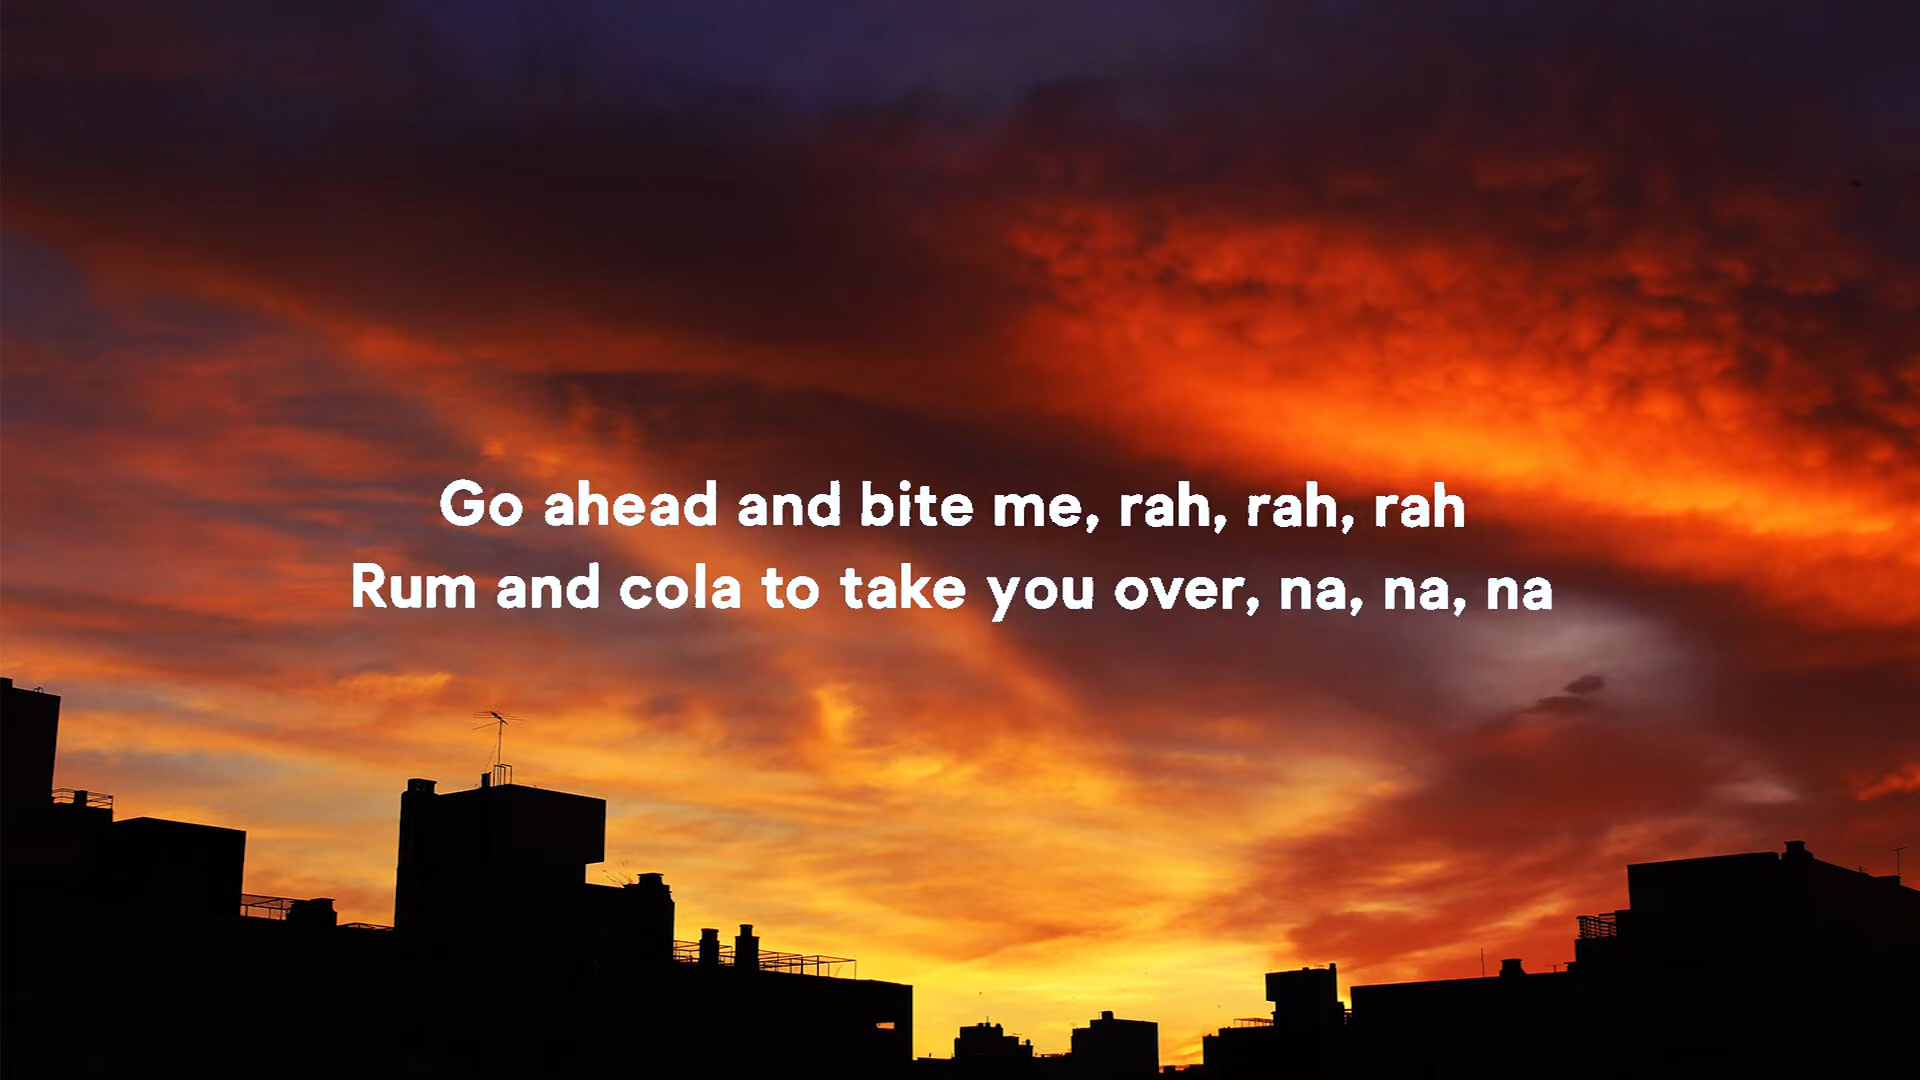 Go ahead and bite me, rah, rah, rah
Rum and cola to take you over, na, na, na